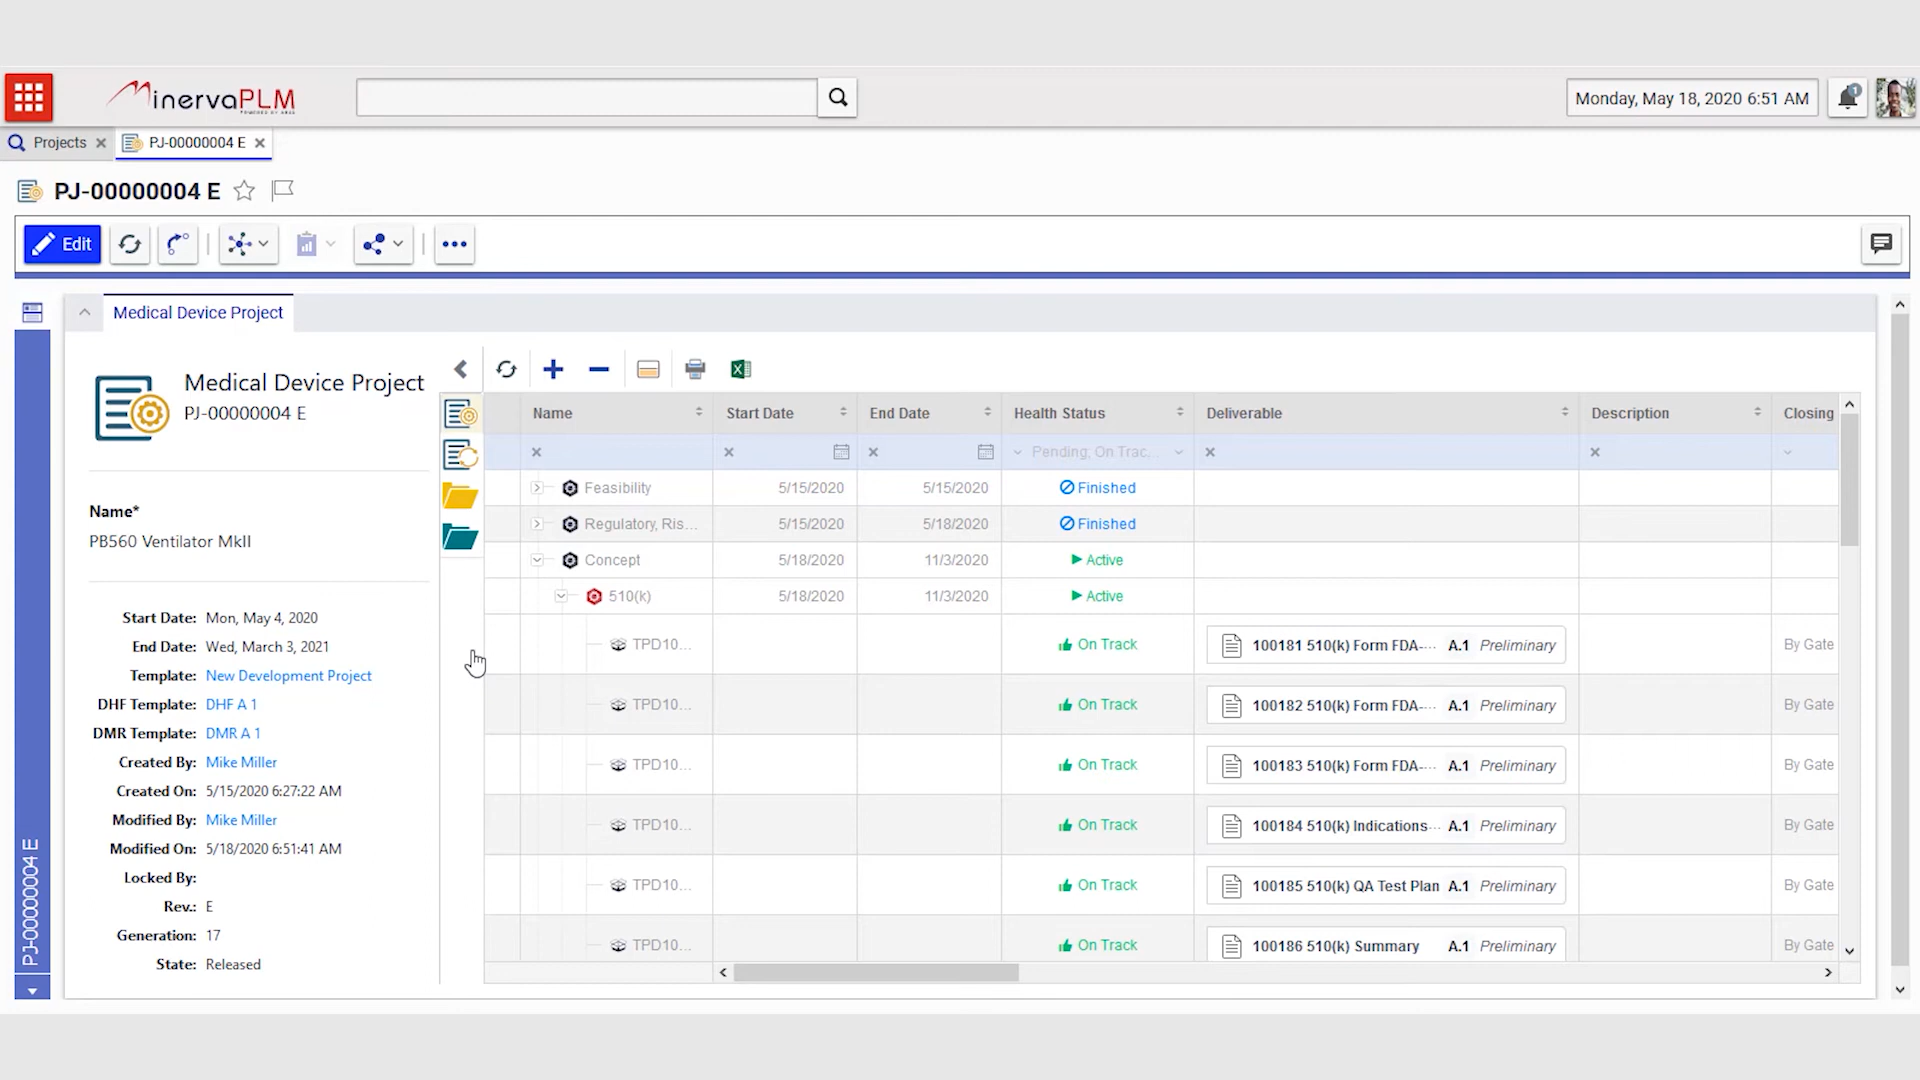 MinervaPLM
Monday, May 18, 2020 6:51 AM
1
Projects
PJ-00000004 E
PJ-00000004 E
Edit
Medical Device Project
Medical Device Project
PJ-00000004 E
Name*
PB560 Ventilator MkII
Start Date: Mon, May 4, 2020
End Date: Wed, March 3, 2021
Template: New Development Project
DHF Template: DHF A 1
DMR Template: DMR A 1
Created By: Mike Miller
Created On: 5/15/2020 6:27:22 AM
Modified By: Mike Miller
Modified On: 5/18/2020 6:51:41 AM
Locked By:
Rev.: E
Generation: 17
State: Released
PJ-00000004 E
Name Start Date End Date Health Status Deliverable Description Closing
Pending; On Trac...
Feasibility 5/15/2020 5/15/2020 Finished
Regulatory, Ris... 5/15/2020 5/18/2020 Finished
Concept 5/18/2020 11/3/2020 Active
510(k) 5/18/2020 11/3/2020 Active
TPD10... On Track 100181 510(k) Form FDA-... A.1 Preliminary By Gate
TPD10... On Track 100182 510(k) Form FDA-... A.1 Preliminary By Gate
TPD10... On Track 100183 510(k) Form FDA-... A.1 Preliminary By Gate
TPD10... On Track 100184 510(k) Indications... A.1 Preliminary By Gate
TPD10... On Track 100185 510(k) QA Test Plan A.1 Preliminary By Gate
TPD10... On Track 100186 510(k) Summary A.1 Preliminary By Gate